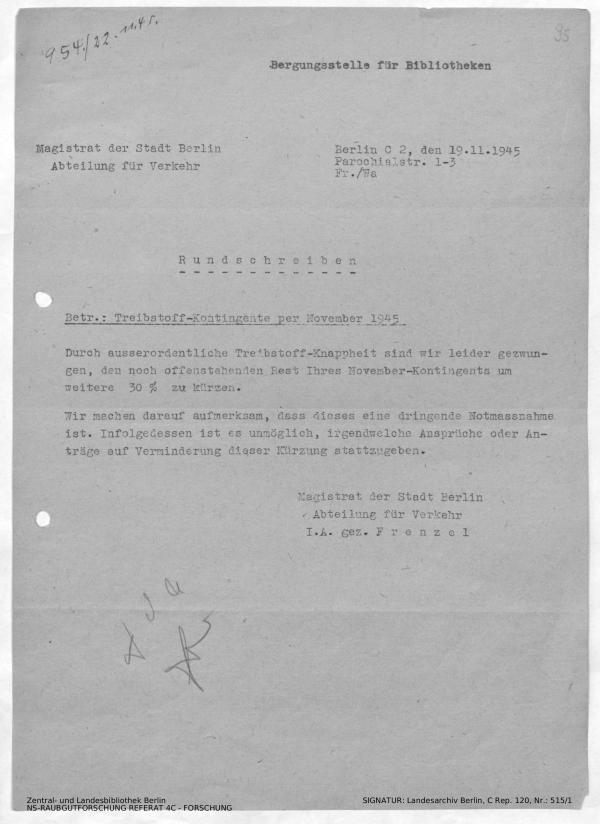 954./22.11.45.
95
Bergungsstelle für Bibliotheken
Magistrat der Stadt Berlin
Abteilung für Verkehr
Berlin C 2, den 19.11.1945
Parochialstr. 1-3
Fr./Wa
Rundschreiben
Betr.: Treibstoff-Kontingente per November 1945
Durch ausserordentliche Treibstoff-Knappheit sind wir leider gezwun-
gen, den noch offenstehenden Rest Ihres November-Kontingents um
weitere 30 % zu kürzen.
Wir machen darauf aufmerksam, dass dieses eine dringende Notmassnahme
ist. Infolgedessen ist es unmöglich, irgendwelche Ansprüche oder An-
träge auf Verminderung dieser Kürzung stattzugeben.
Magistrat der Stadt Berlin
Abteilung für Verkehr
I.A. gez. Frenzel
Zentral- und Landesbibliothek Berlin
NS-RAUBGUTFORSCHUNG REFERAT 4C - FORSCHUNG
SIGNATUR: Landesarchiv Berlin, C Rep. 120, Nr.: 515/1